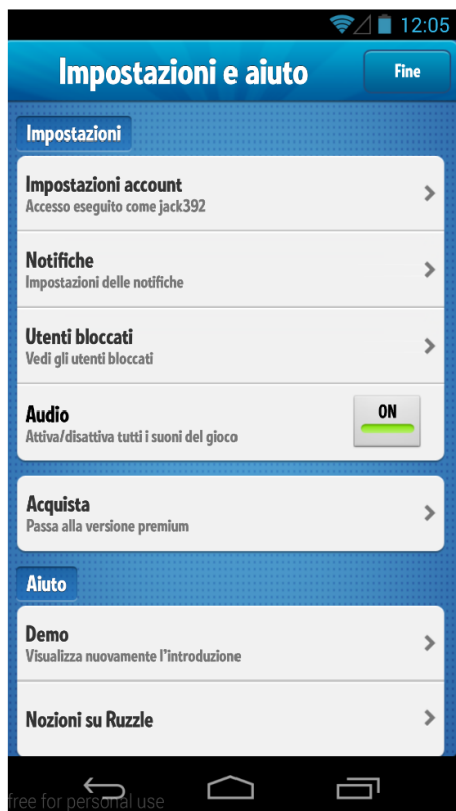 12:05
Impostazioni e aiuto
Fine
Impostazioni
Impostazioni account
Accesso eseguito come jack392
Notifiche
Impostazioni delle notifiche
Utenti bloccati
Vedi gli utenti bloccati
Audio
Attiva/disattiva tutti i suoni del gioco
ON
Acquista
Passa alla versione premium
Aiuto
Demo
Visualizza nuovamente l'introduzione
Nozioni su Ruzzle
free for personal use